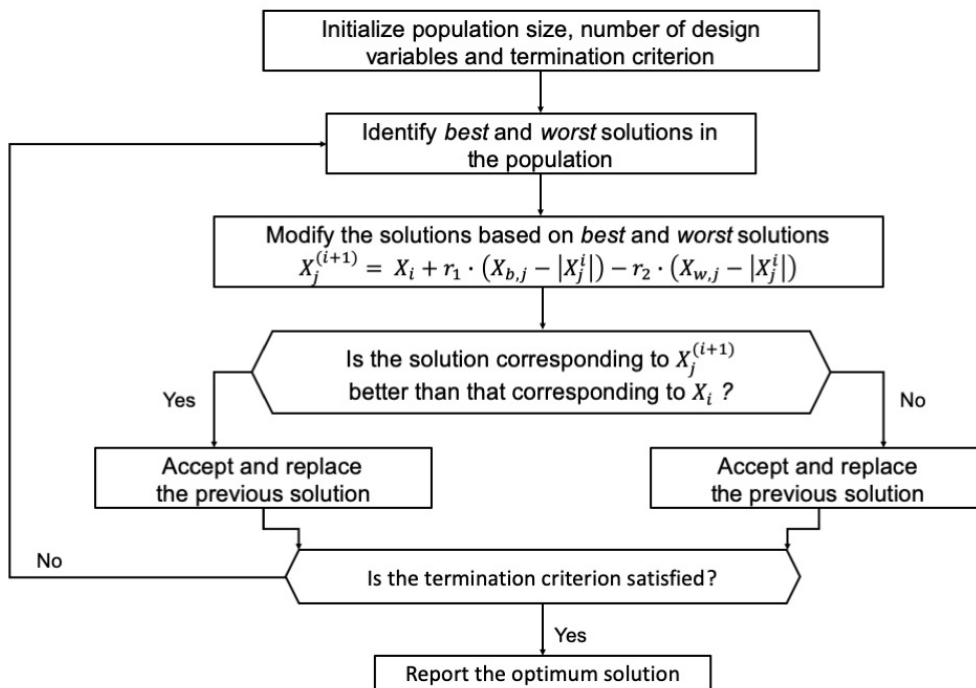 Initialize population size, number of design
variables and termination criterion
Identify best and worst solutions in
the population
Modify the solutions based on best and worst solutions
$X_j^{(i+1)} = X_i + r_1 \cdot (X_{b,j} - |X_j^i|) - r_2 \cdot (X_{w,j} - |X_j^i|)$
Is the solution corresponding to $X_j^{(i+1)}$
better than that corresponding to $X_i$ ?
Yes
No
Accept and replace
the previous solution
Accept and replace
the previous solution
No
Is the termination criterion satisfied?
Yes
Report the optimum solution